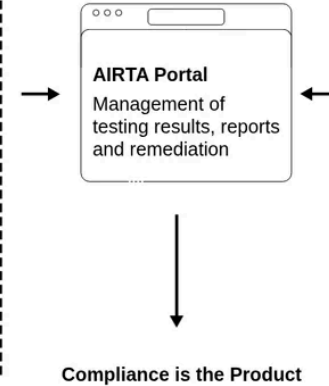 AIRTA Portal
Management of
testing results, reports
and remediation
Compliance is the Product